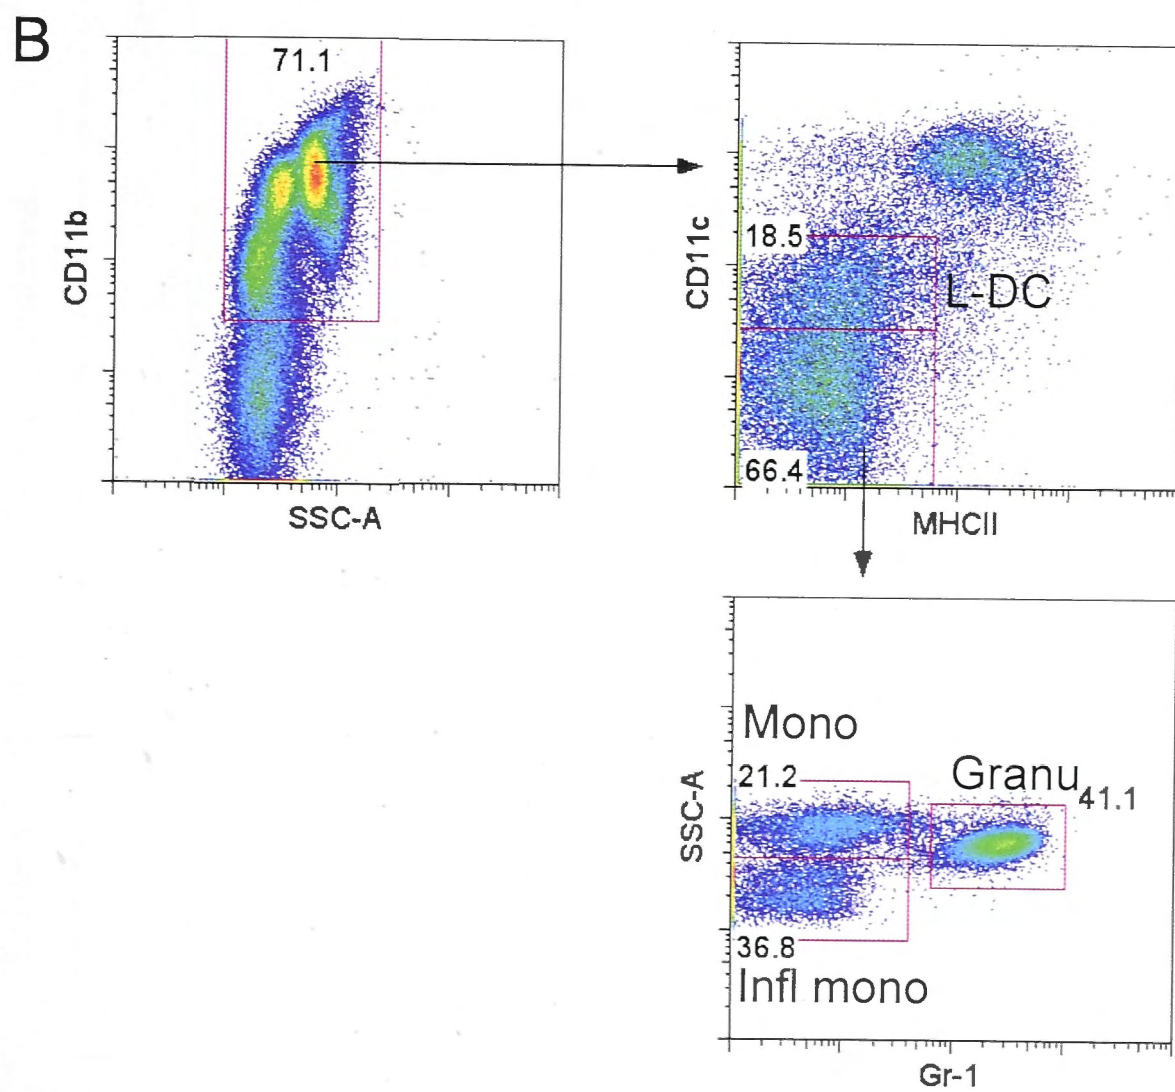 B
71.1
CD11b
SSC-A
18.5
CD11c
L-DC
66.4
MHCII
Mono
21.2
Granu
41.1
SSC-A
36.8
Infl mono
Gr-1